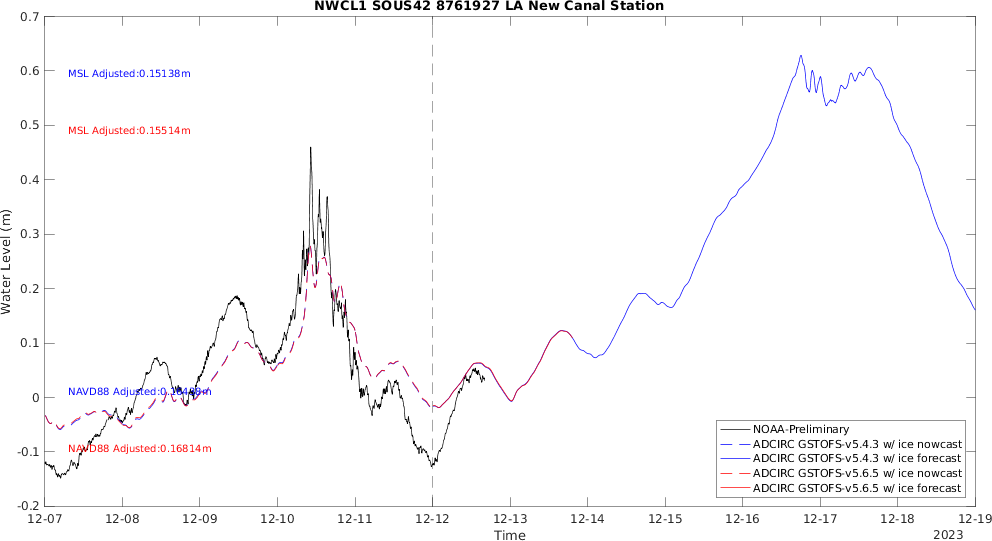 NWCL1 SOUS42 8761927 LA New Canal Station
0.7
0.6
0.5
0.4
0.3
0.2
0.1
0
-0.1
-0.2
Water Level (m)
MSL Adjusted:0.15138m
MSL Adjusted:0.15514m
NAVD88 Adjusted:
NAVD88 Adjusted:0.16814m
NOAA-Preliminary
ADCIRC GSTOFS-v5.4.3 w/ ice nowcast
ADCIRC GSTOFS-v5.4.3 w/ ice forecast
ADCIRC GSTOFS-v5.6.5 w/ ice nowcast
ADCIRC GSTOFS-v5.6.5 w/ ice forecast
12-07 12-08 12-09 12-10 12-11 12-12 12-13 12-14 12-15 12-16 12-17 12-18 12-19
Time
2023